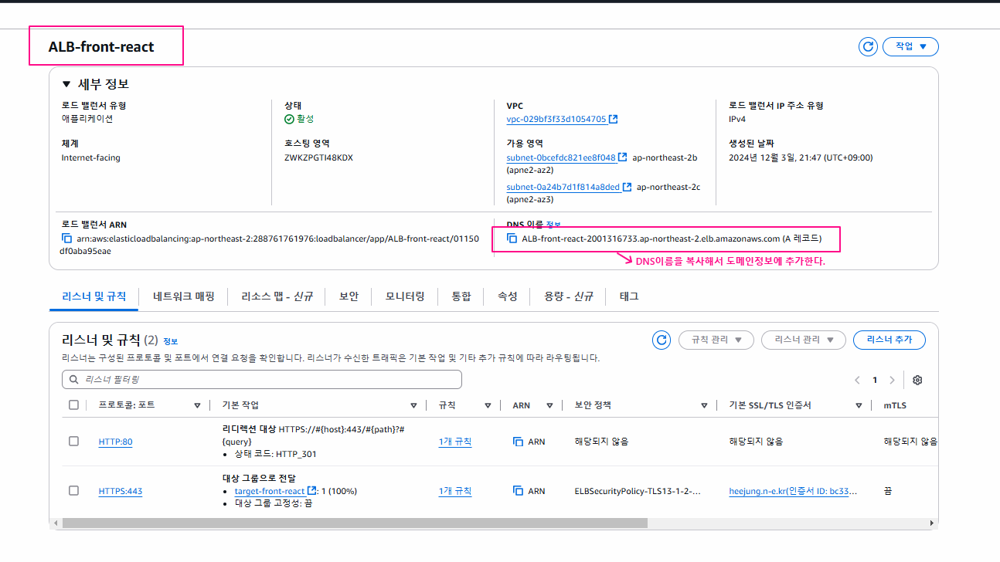 ALB-front-react
작업
세부 정보
로드 밸런서 유형
애플리케이션
상태
활성
VPC
vpc-029bf3f33d1054705
로드 밸런서 IP 주소 유형
IPv4
체계
Internet-facing
호스팅 영역
ZWKZPGTI48KDX
가용 영역
subnet-0bcefdc821ee8f048 ap-northeast-2b
(apne2-az2)
subnet-0a24b7d1f814a8ded ap-northeast-2c
(apne2-az3)
생성된 날짜
2024년 12월 3일, 21:47 (UTC+09:00)
로드 밸런서 ARN
arn:aws:elasticloadbalancing:ap-northeast-2:288761761976:loadbalancer/app/ALB-front-react/01150
df0aba95eae
DNS 이름 정보
ALB-front-react-2001316733.ap-northeast-2.elb.amazonaws.com (A 레코드)
DNS이름을 복사해서 도메인정보에 추가한다.
리스너 및 규칙 네트워크 매핑 리소스 맵 - 신규 보안 모니터링 통합 속성 용량 - 신규 태그
리스너 및 규칙 (2) 정보
규칙 관리 리스너 관리 리스너 추가
리스너는 구성된 프로토콜 및 포트에서 연결 요청을 확인합니다. 리스너가 수신한 트래픽은 기본 작업 및 기타 추가 규칙에 따라 라우팅됩니다.
리스너 필터링
1
프로토콜: 포트 기본 작업 규칙 ARN 보안 정책 기본 SSL/TLS 인증서 mTLS
HTTP:80
리디렉션 대상 HTTPS://#{host}:443/#{path}?#
{query}
상태 코드: HTTP_301
1개 규칙 ARN 해당되지 않음 해당되지 않음 해당되지 않음
HTTPS:443
대상 그룹으로 전달
target-front-react: 1 (100%)
대상 그룹 고정성: 끔
1개 규칙 ARN ELBSecurityPolicy-TLS13-1-2-... heejung.n-e.kr(인증서 ID: bc33... 끔